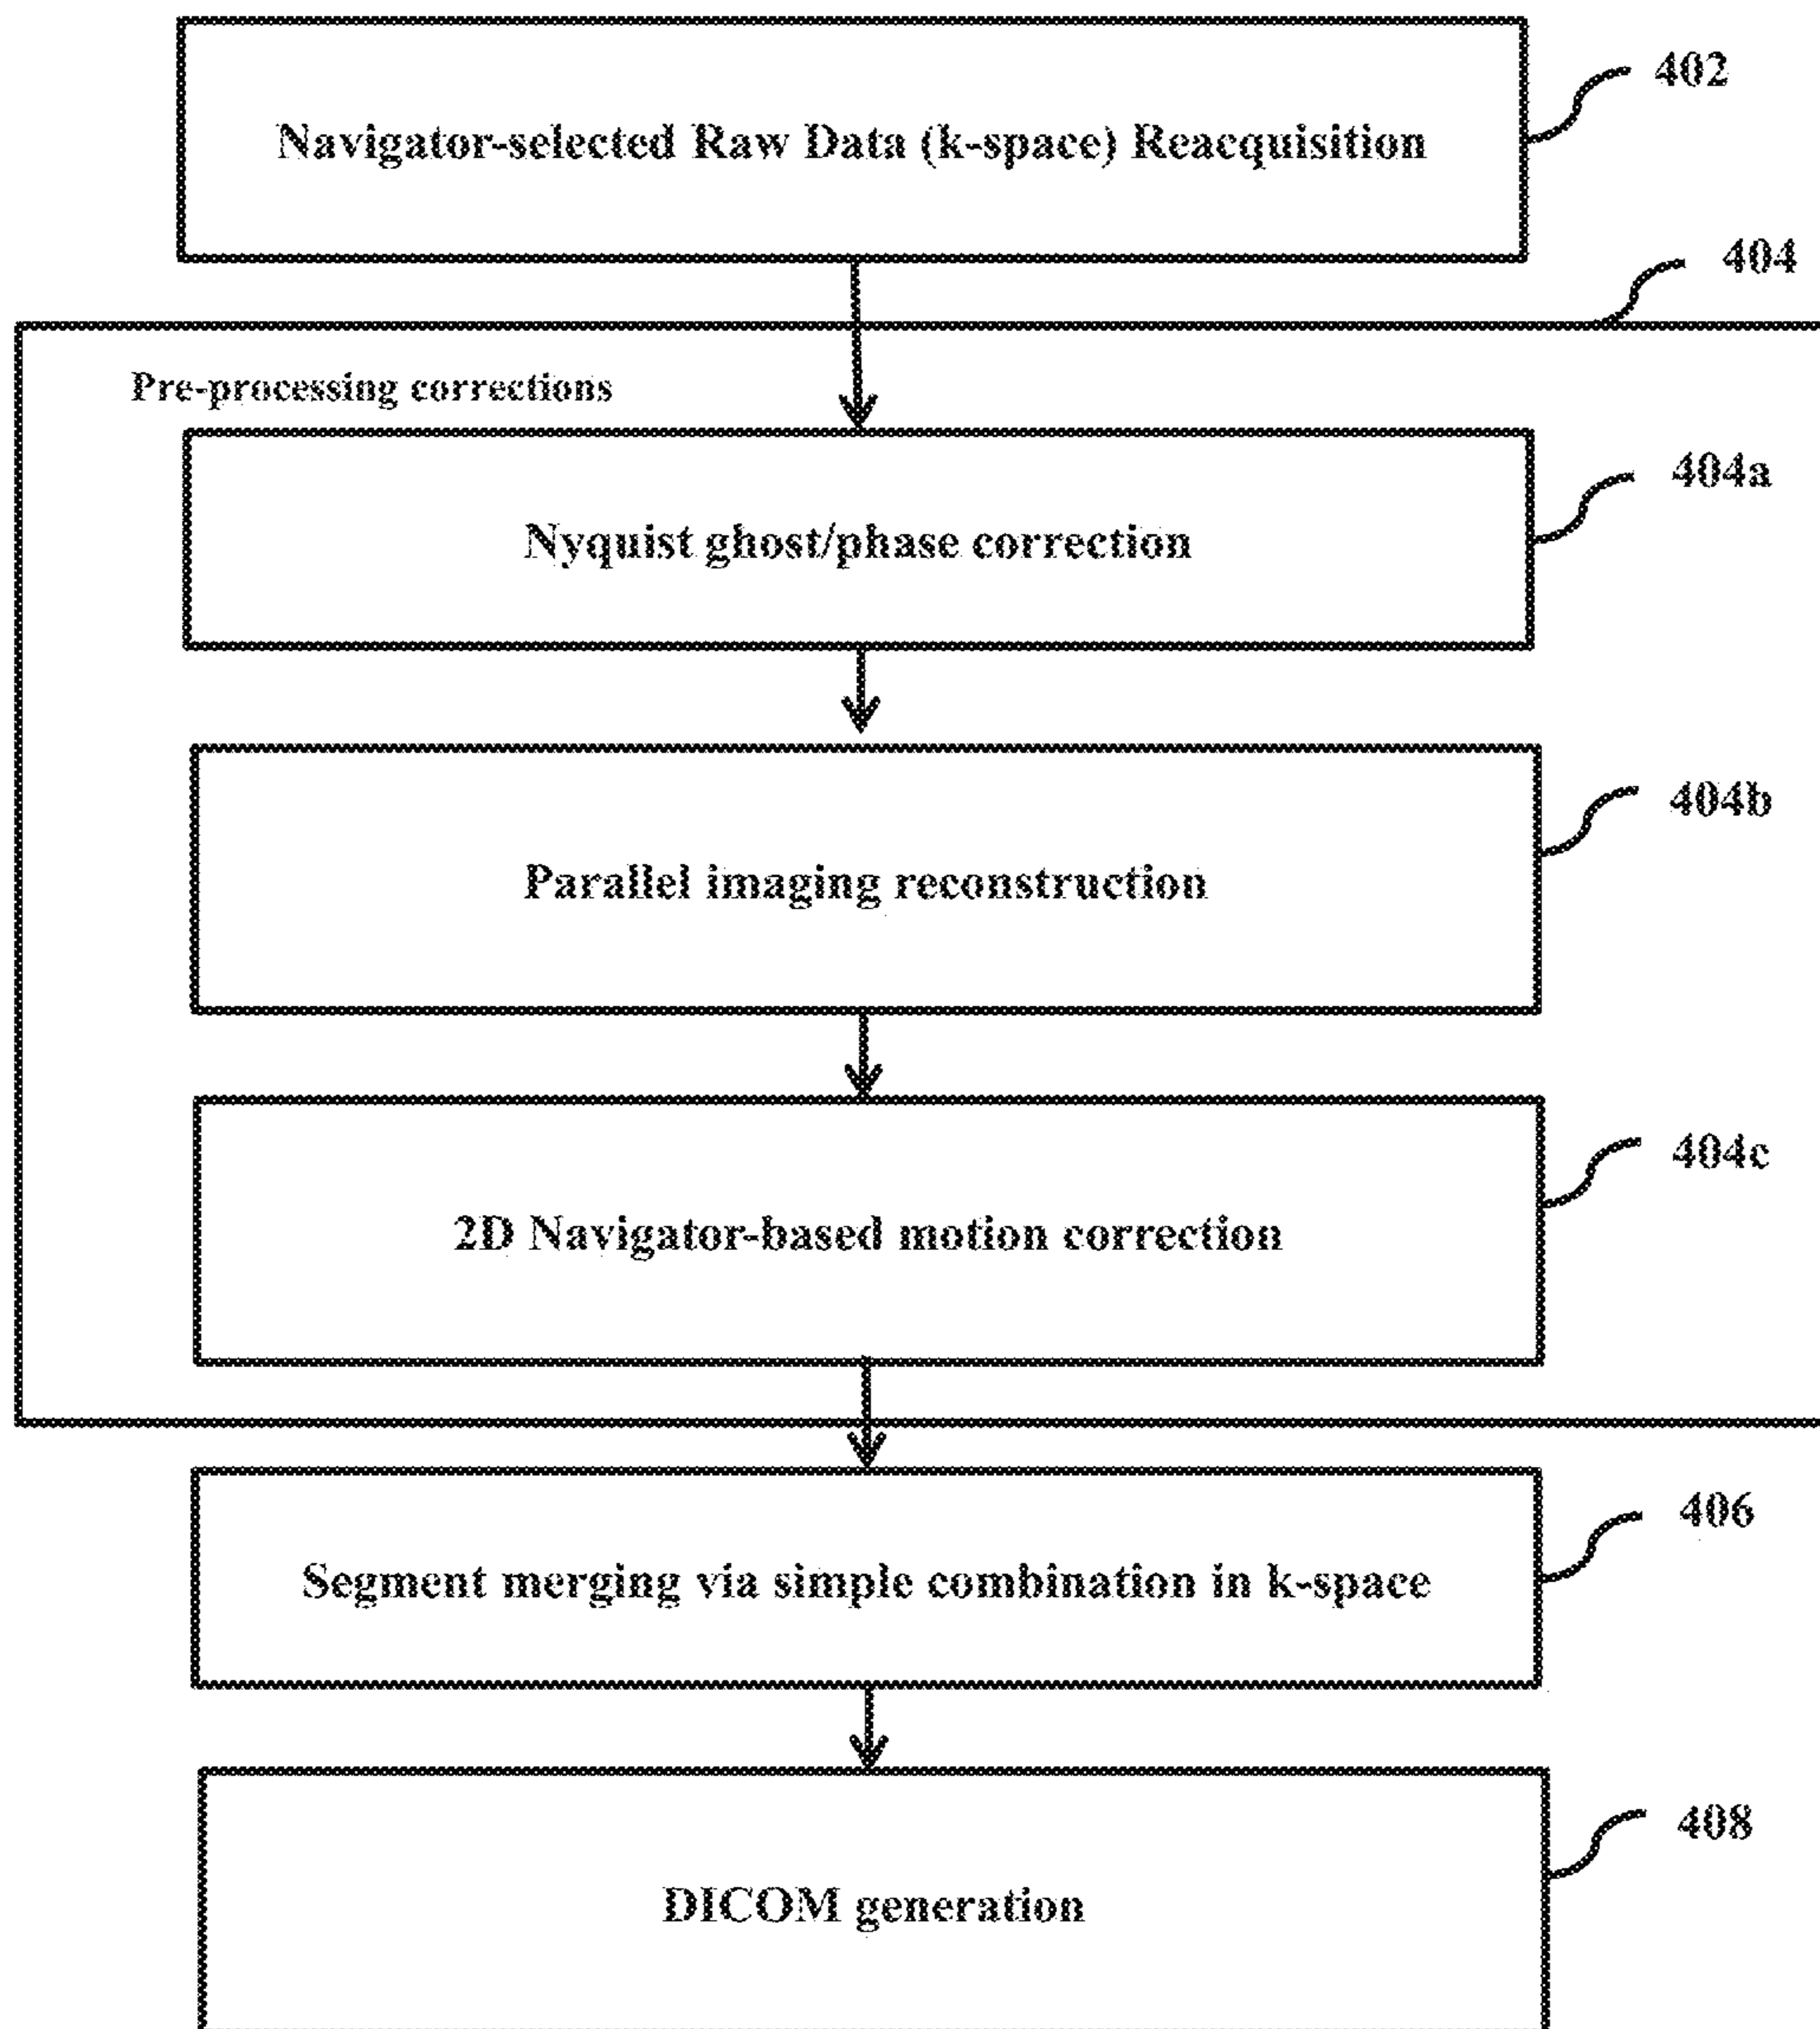 402
Navigator-selected Raw Data (k-space) Reacquisition
404
Pre-processing corrections
404a
Nyquist ghost/phase correction
404b
Parallel imaging reconstruction
404c
2D Navigator-based motion correction
406
Segment merging via simple combination in k-space
408
DICOM generation